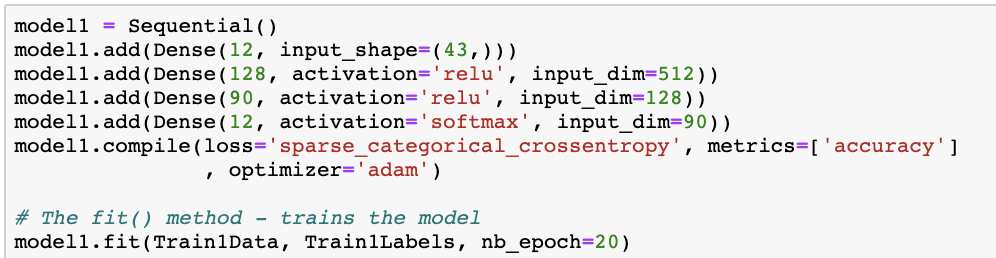 model1 = Sequential()
model1.add(Dense(12, input_shape=(43,)))
model1.add(Dense(128, activation='relu', input_dim=512))
model1.add(Dense(90, activation='relu', input_dim=128))
model1.add(Dense(12, activation='softmax', input_dim=90))
model1.compile(loss='sparse_categorical_crossentropy', metrics=['accuracy']
, optimizer='adam')
# The fit() method - trains the model
model1.fit(Train1Data, Train1Labels, nb_epoch=20)